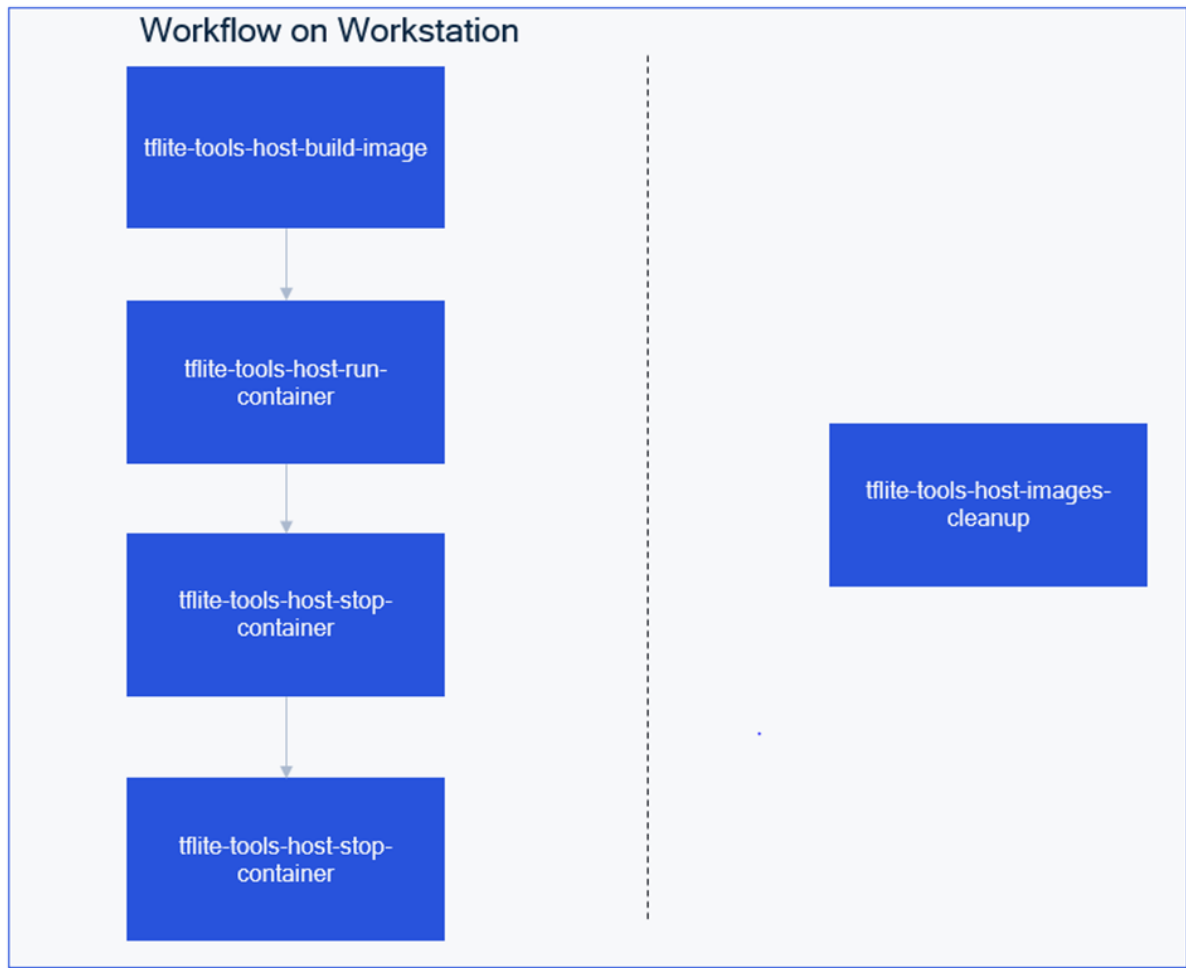 Workflow on Workstation
tflite-tools-host-build-image
tflite-tools-host-run-
container
tflite-tools-host-stop-
container
tflite-tools-host-stop-
container
tflite-tools-host-images-
cleanup